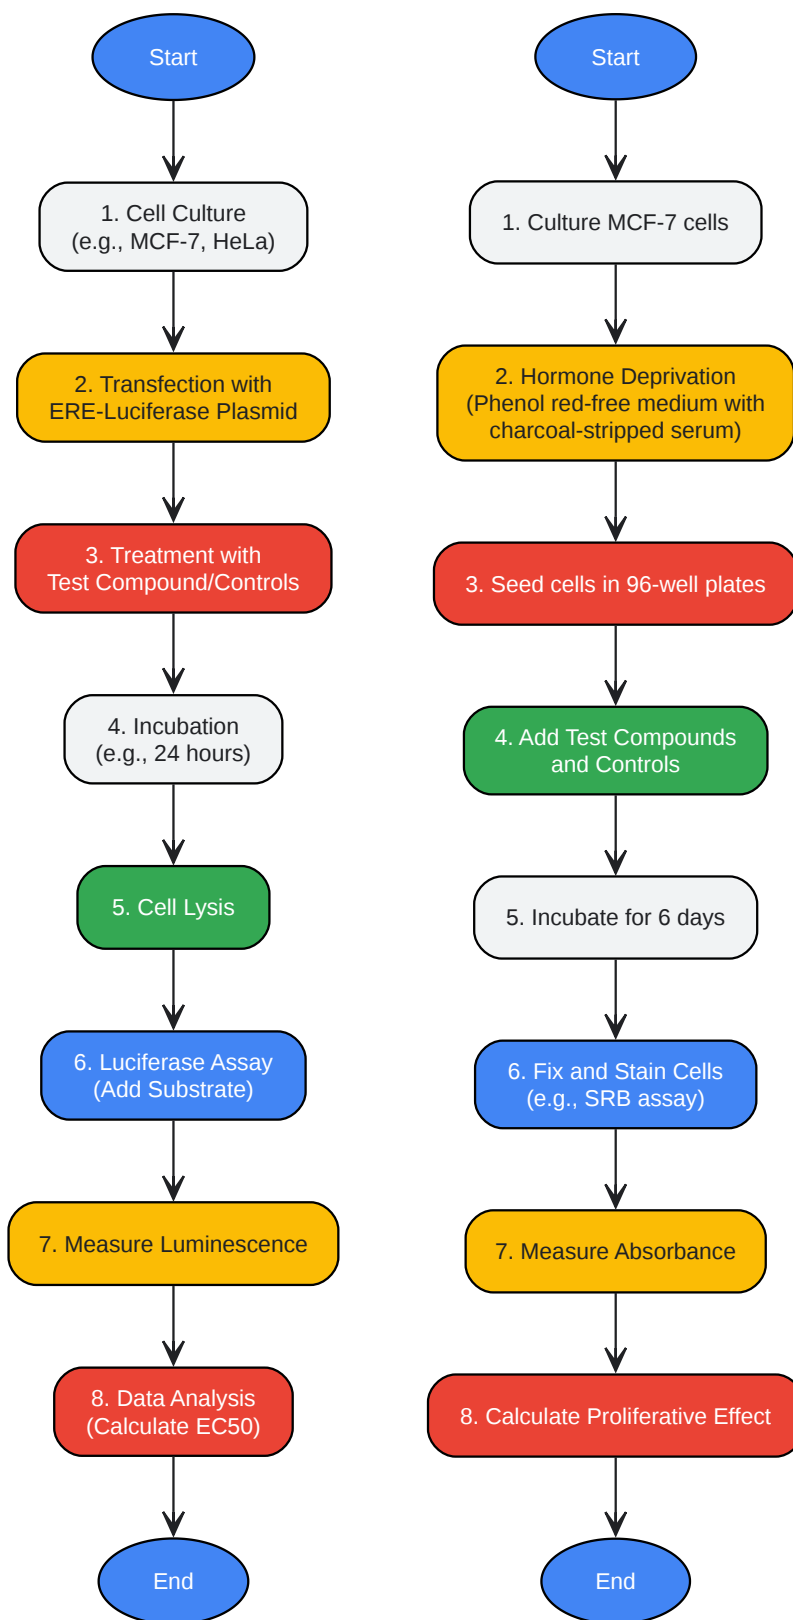 Start
1. Cell Culture
(e.g., MCF-7, HeLa)
2. Transfection with
ERE-Luciferase Plasmid
3. Treatment with
Test Compound/Controls
4. Incubation
(e.g., 24 hours)
5. Cell Lysis
6. Luciferase Assay
(Add Substrate)
7. Measure Luminescence
8. Data Analysis
(Calculate EC50)
End
Start
1. Culture MCF-7 cells
2. Hormone Deprivation
(Phenol red-free medium with
charcoal-stripped serum)
3. Seed cells in 96-well plates
4. Add Test Compounds
and Controls
5. Incubate for 6 days
6. Fix and Stain Cells
(e.g., SRB assay)
7. Measure Absorbance
8. Calculate Proliferative Effect
End